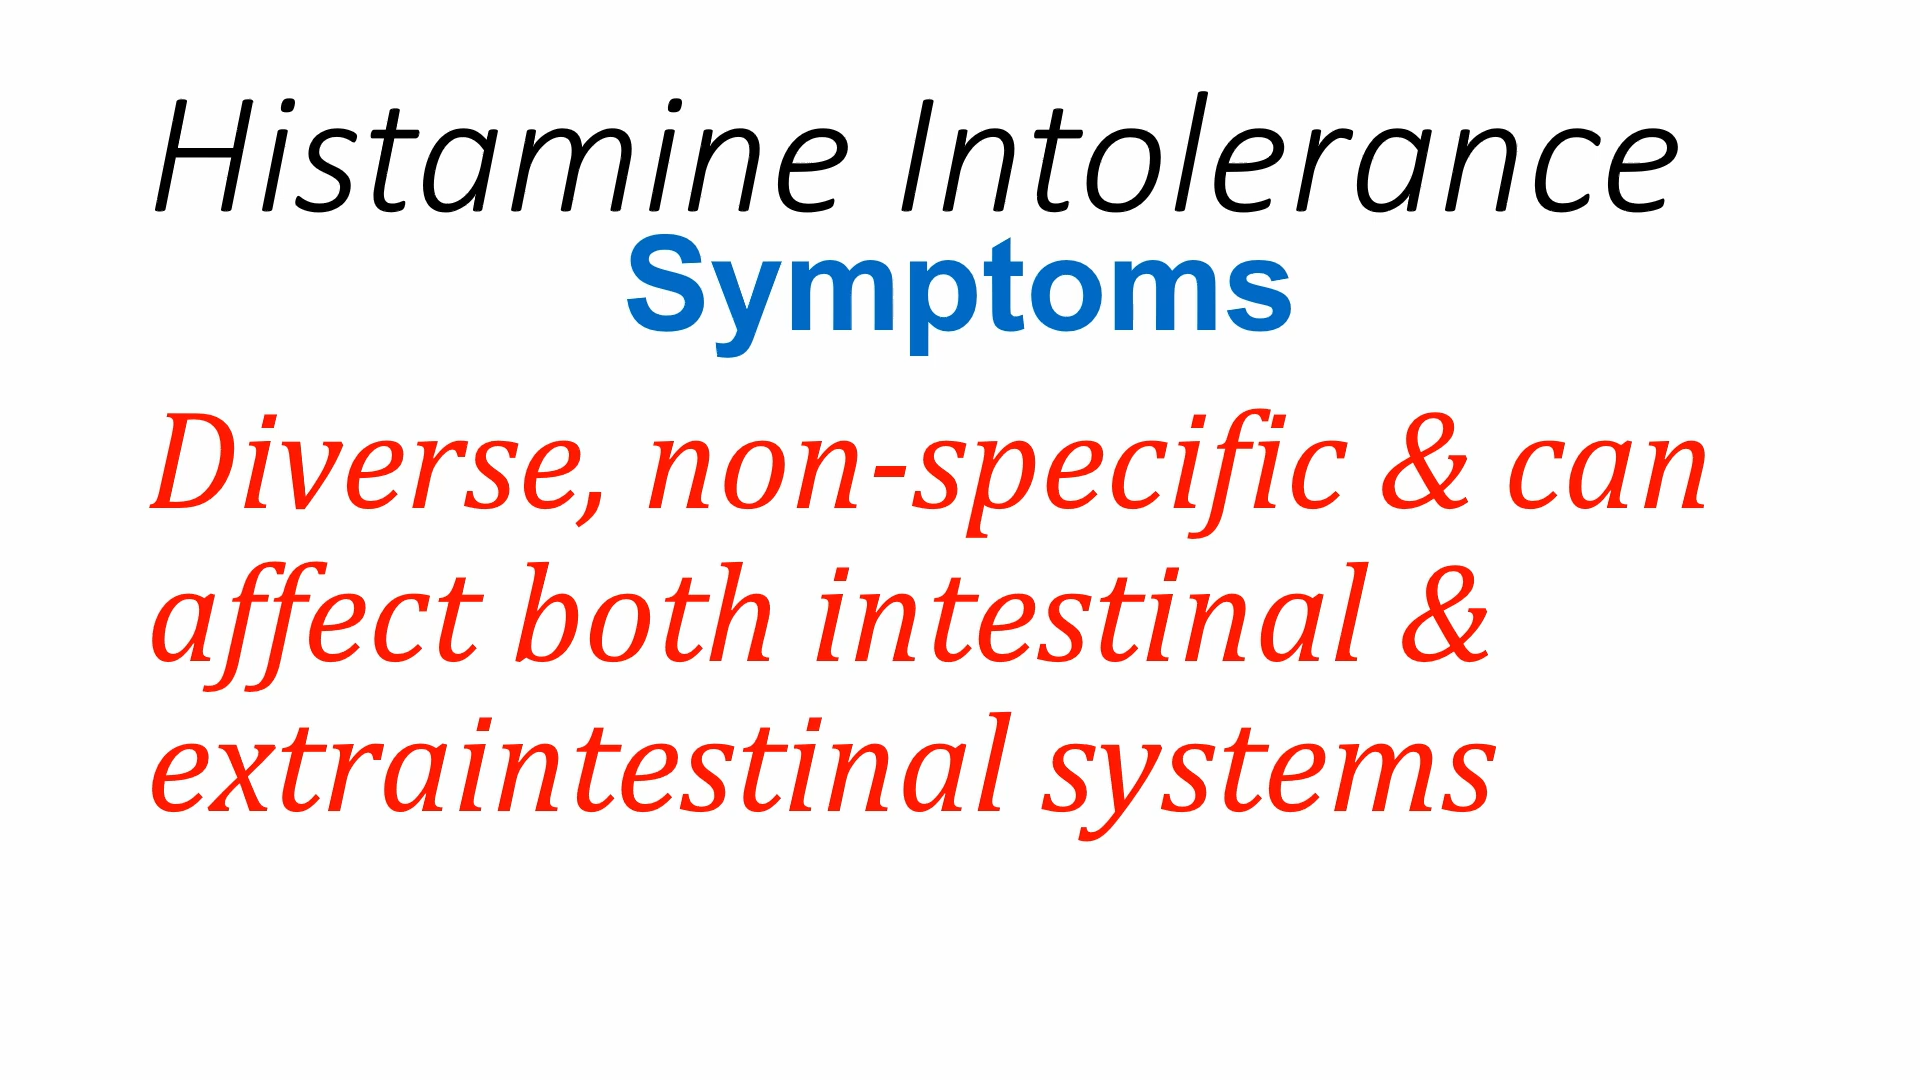 Histamine Intolerance
Symptoms
Diverse, non-specific & can
affect both intestinal &
extraintestinal systems